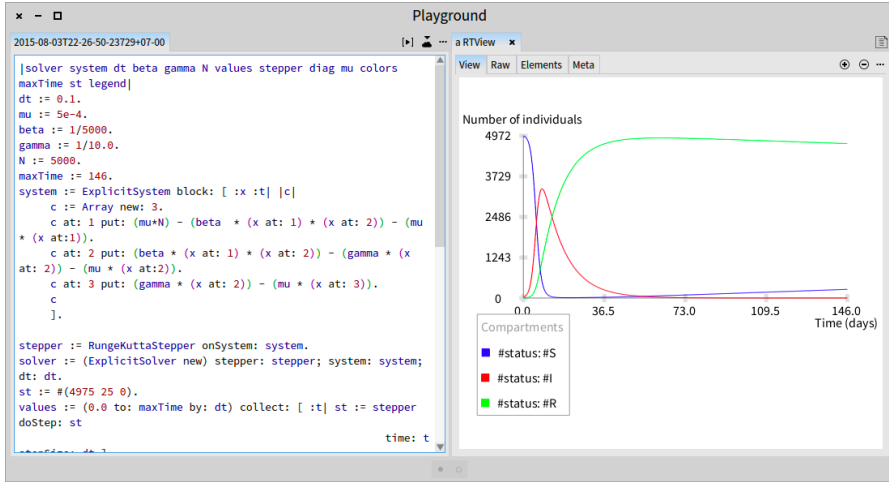 Playground
2015-08-03T22-26-50-23729+07-00
|solver system dt beta gamma N values stepper diag mu colors
maxTime st legend|
dt := 0.1.
mu := 5e-4.
beta := 1/5000.
gamma := 1/10.0.
N := 5000.
maxTime := 146.
system := ExplicitSystem block: [ :x :t| |c|
c := Array new: 3.
c at: 1 put: (mu*N) - (beta  * (x at: 1) * (x at: 2)) - (mu
* (x at:1)).
c at: 2 put: (beta * (x at: 1) * (x at: 2)) - (gamma * (x
at: 2)) - (mu * (x at:2)).
c at: 3 put: (gamma * (x at: 2)) - (mu * (x at: 3)).
c
].
stepper := RungeKuttaStepper onSystem: system.
solver := (ExplicitSolver new) stepper: stepper; system: system;
dt: dt.
st := #(4975 25 0).
values := (0.0 to: maxTime by: dt) collect: [ :t| st := stepper
doStep: st
time: t
a RTView
View Raw Elements Meta
Number of individuals
4972
3729
2486
1243
0
0.0 36.5 73.0 109.5 146.0
Time (days)
Compartments
#status: #S
#status: #I
#status: #R